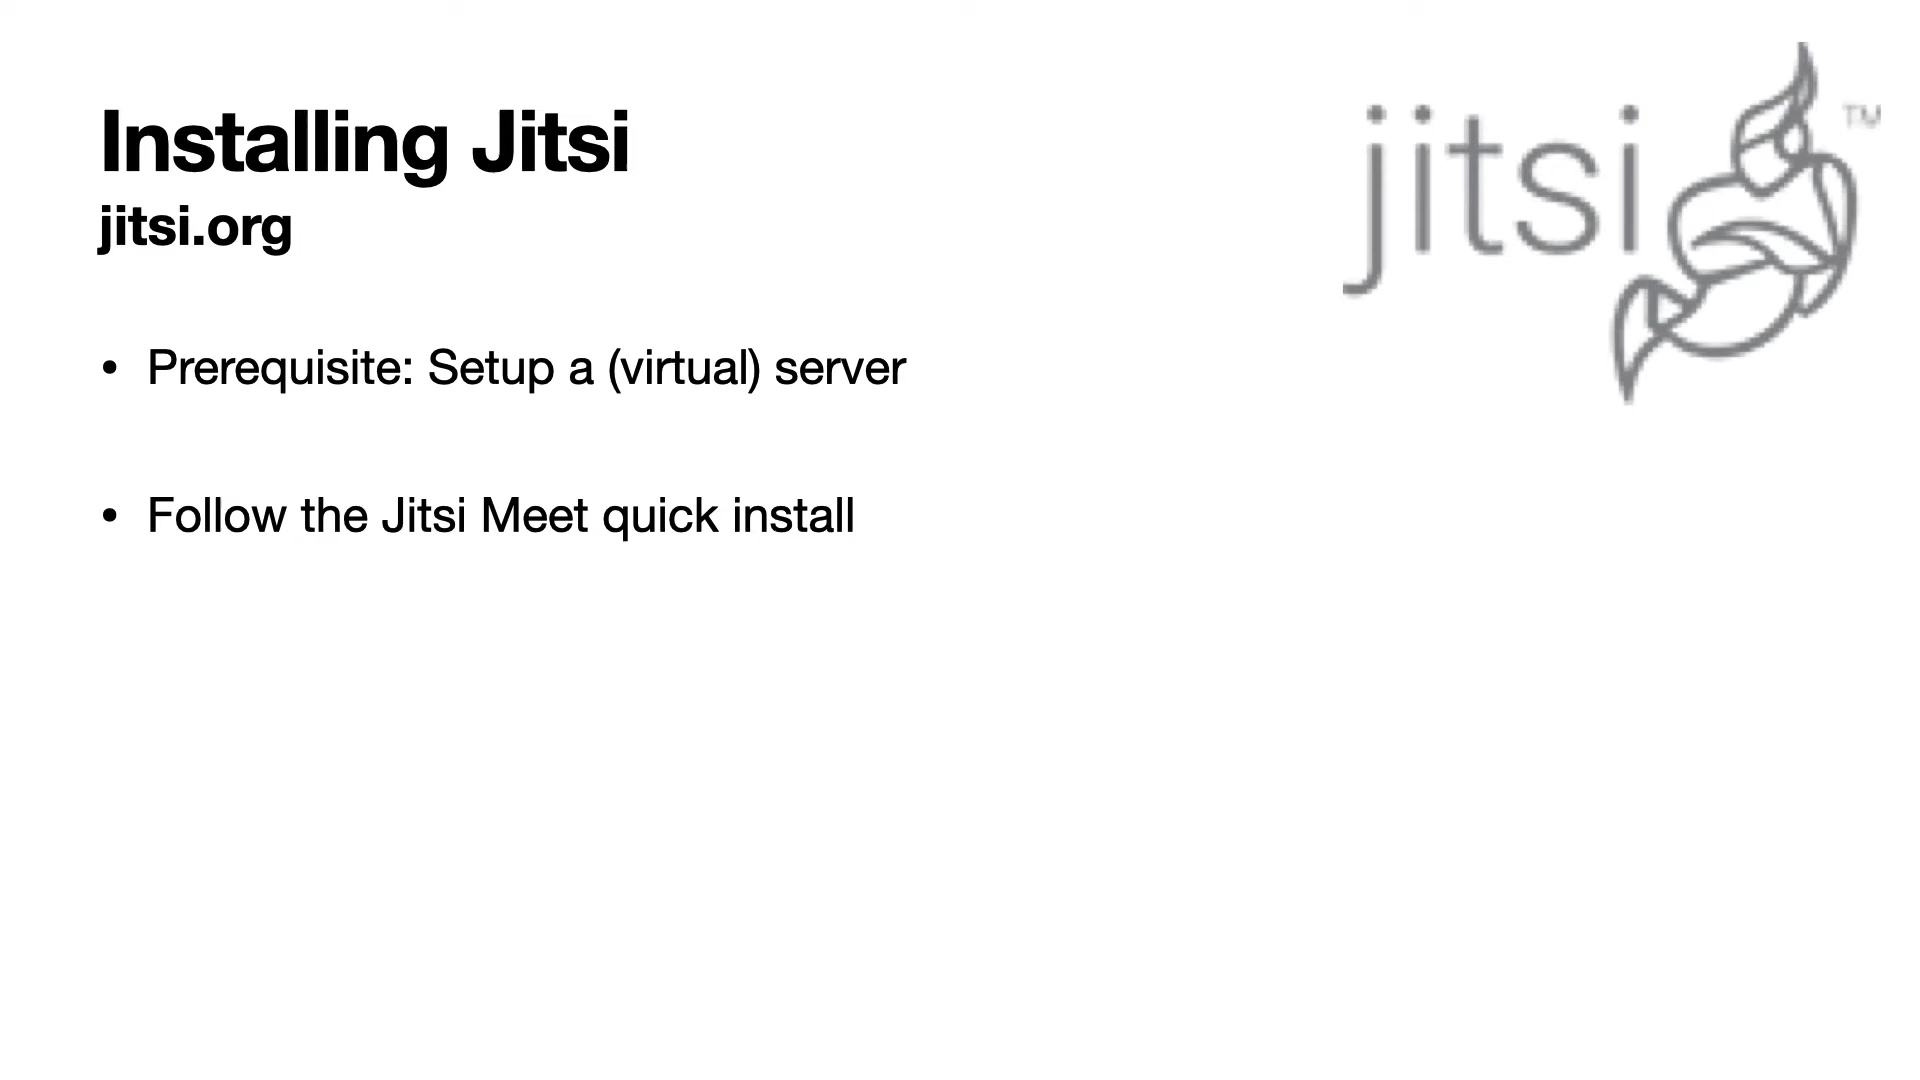 Installing Jitsi
jitsi.org
jitsi ™
• Prerequisite: Setup a (virtual) server
• Follow the Jitsi Meet quick install